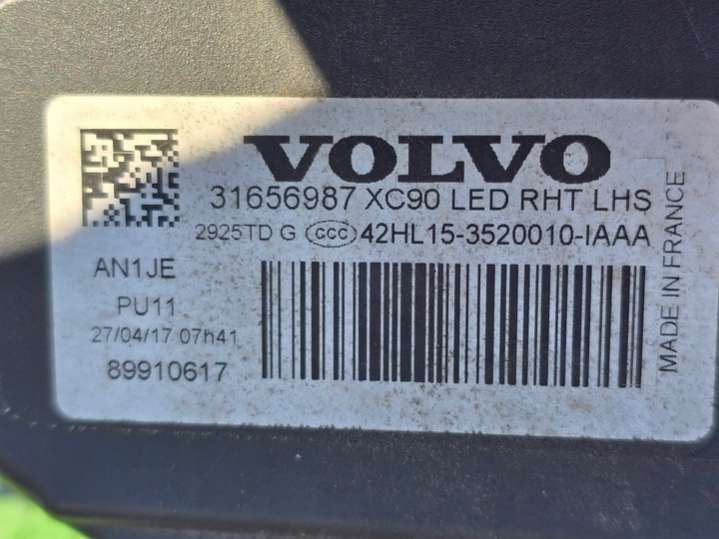 VOLVO
31656987 XC90 LED RHT LHS
2925TD G CCC 42HL15-3520010-IAAA
AN1JE
PU11
27/04/17 07h41
89910617
MADE IN FRANCE